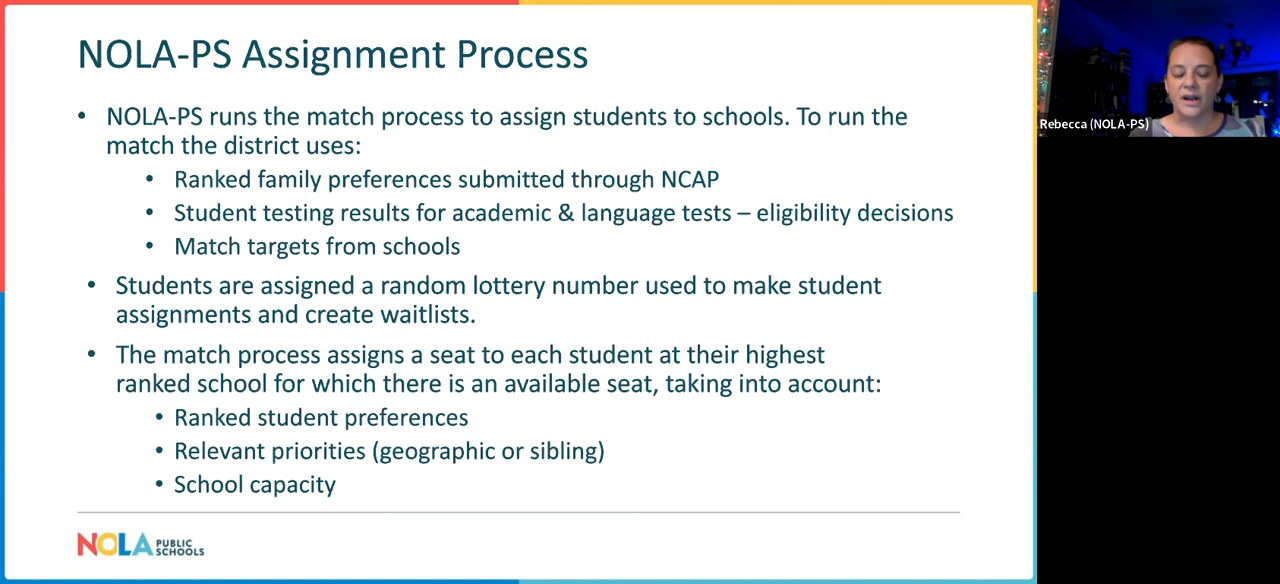 NOLA-PS Assignment Process
• NOLA-PS runs the match process to assign students to schools. To run the
match the district uses:
• Ranked family preferences submitted through NCAP
• Student testing results for academic & language tests – eligibility decisions
• Match targets from schools
• Students are assigned a random lottery number used to make student
assignments and create waitlists.
• The match process assigns a seat to each student at their highest
ranked school for which there is an available seat, taking into account:
• Ranked student preferences
• Relevant priorities (geographic or sibling)
• School capacity
NOLA PUBLIC
SCHOOLS
Rebecca (NOLA-PS)